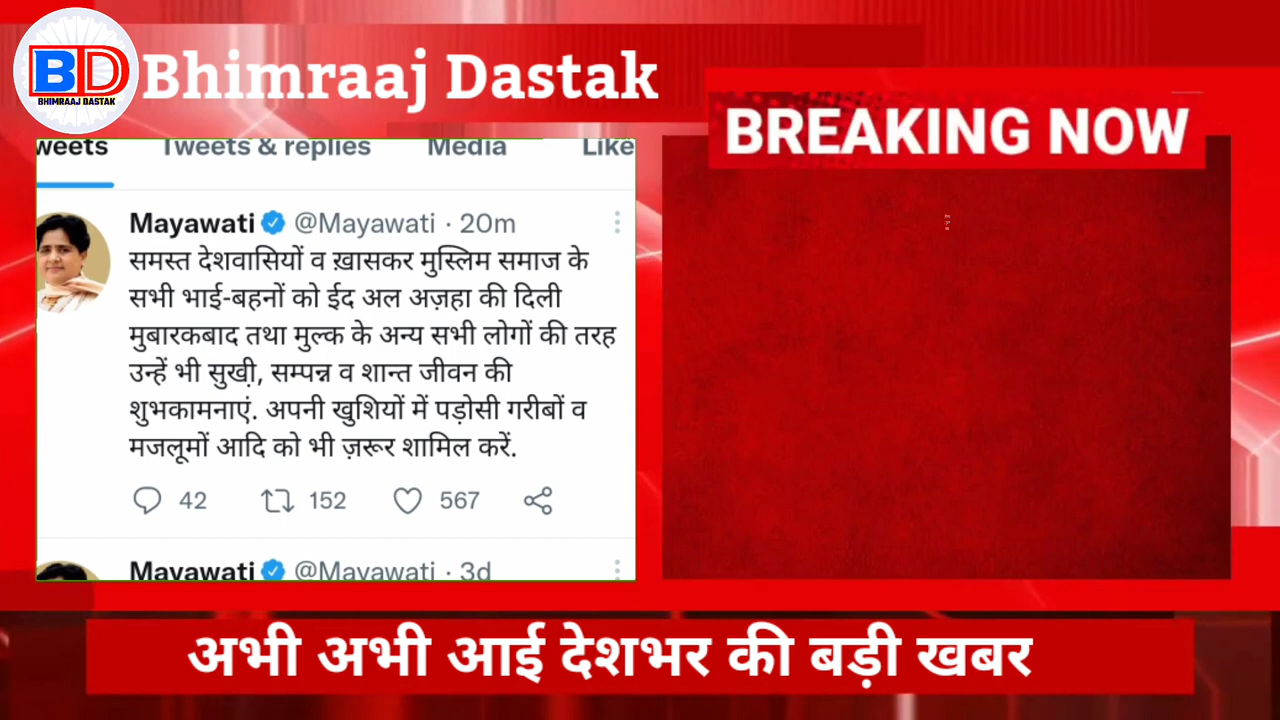 BD
BHIMRAAJ DASTAK
Bhimraaj Dastak
BREAKING NOW
weets Tweets & replies Media Like
Mayawati @Mayawati · 20m
समस्त देशवासियों व ख़ासकर मुस्लिम समाज के
सभी भाई-बहनों को ईद अल अज़हा की दिली
मुबारकबाद तथा मुल्क के अन्य सभी लोगों की तरह
उन्हें भी सुखी़, सम्पन्न व शान्त जीवन की
शुभकामनाएं. अपनी खुशियों में पड़ोसी गरीबों व
मजलूमों आदि को भी ज़रूर शामिल करें.
42 152 567
Mayawati @Mayawati · 3d
अभी अभी आई देशभर की बड़ी खबर